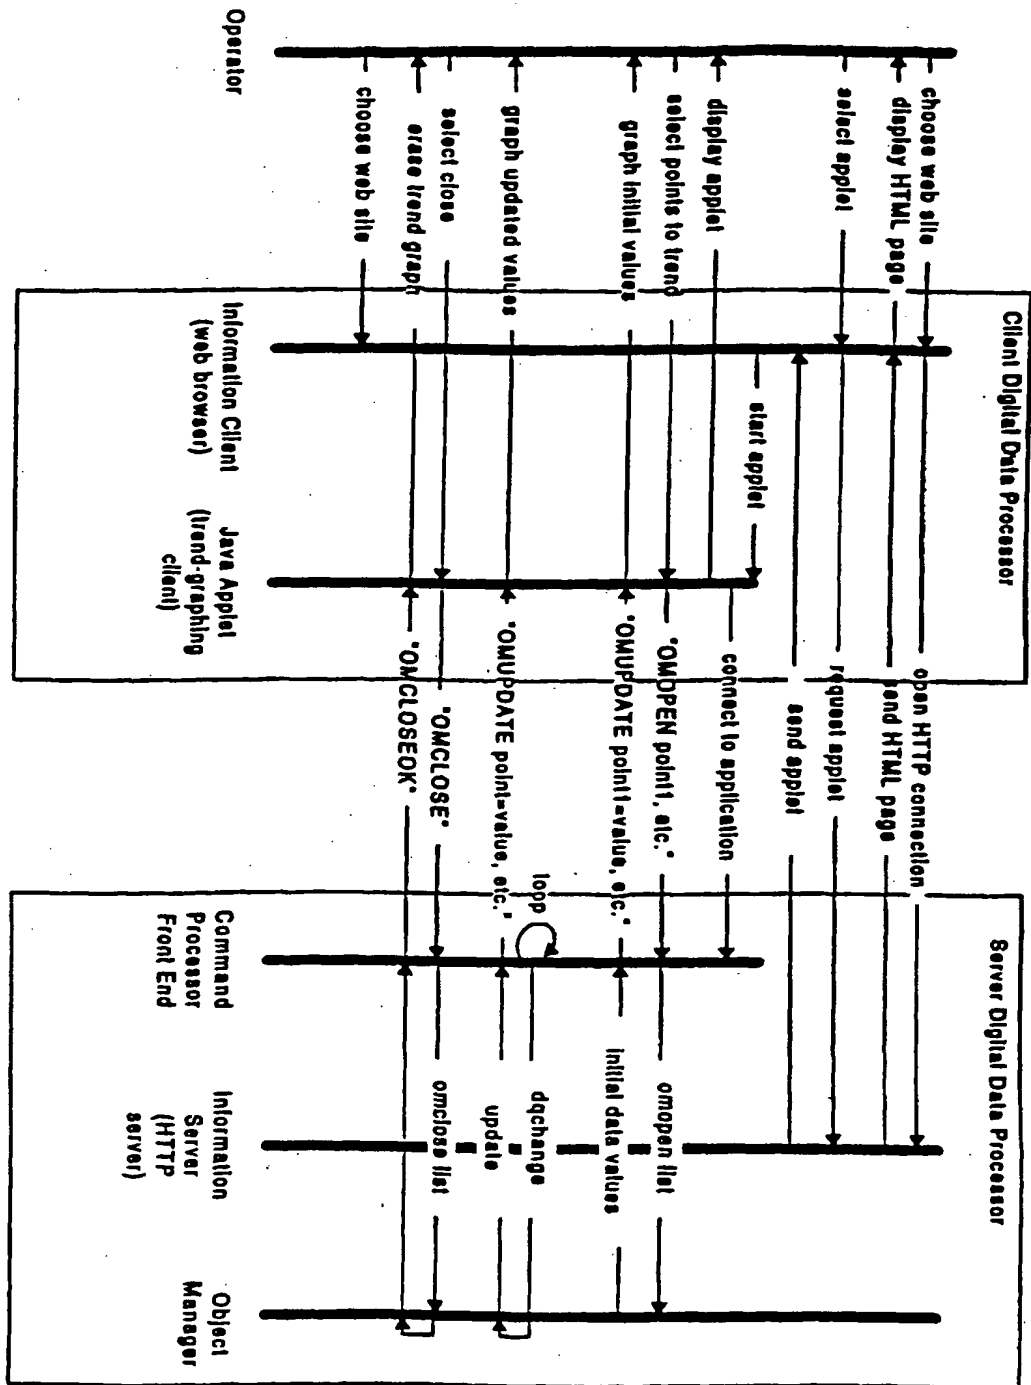 Client Digital Data Processor
Server Digital Data Processor
choose web site
open HTTP connection
display HTML page
send HTML page
select applet
request applet
send applet
start applet
connect to application
display applet
select points to trend
"OMOPEN point1, etc."
omopen list
graph initial values
"OMUPDATE point1=value, etc."
initial data values
loop
dqchange
graph updated values
"OMUPDATE point=value, etc."
update
select close
"OMCLOSE"
omclose list
erase trend graph
"OMCLOSEOK"
choose web site
Operator
Information Client
(web browser)
Java Applet
(trend-graphing
client)
Command
Processor
Front End
Information
Server
(HTTP
server)
Object
Manager